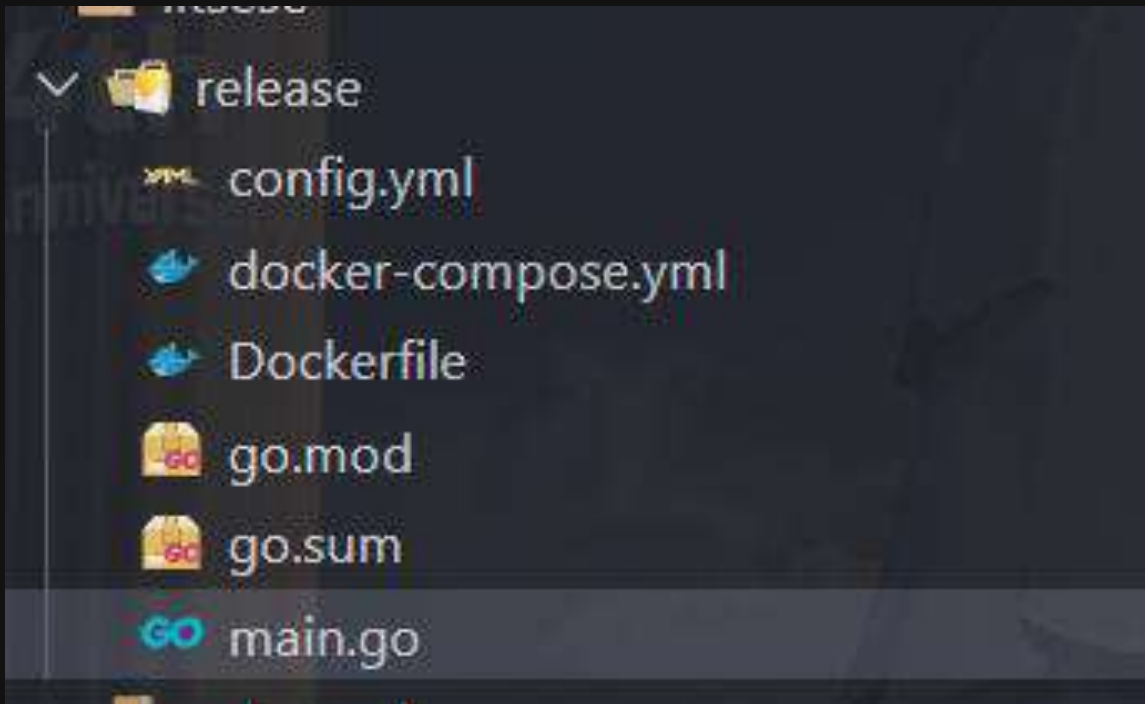 release
config.yml
docker-compose.yml
Dockerfile
go.mod
go.sum
main.go